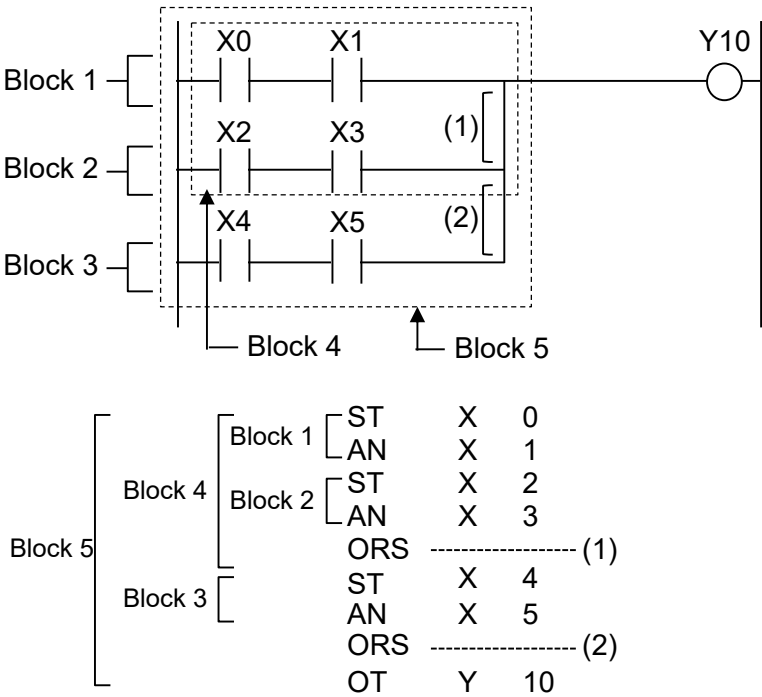 X0 X1 Y10
Block 1
(1)
X2 X3
Block 2
(2)
X4 X5
Block 3
Block 4 Block 5
Block 1 ST X 0
AN X 1
Block 4 Block 2 ST X 2
AN X 3
Block 5 ORS ---------------- (1)
Block 3 ST X 4
AN X 5
ORS ---------------- (2)
OT Y 10